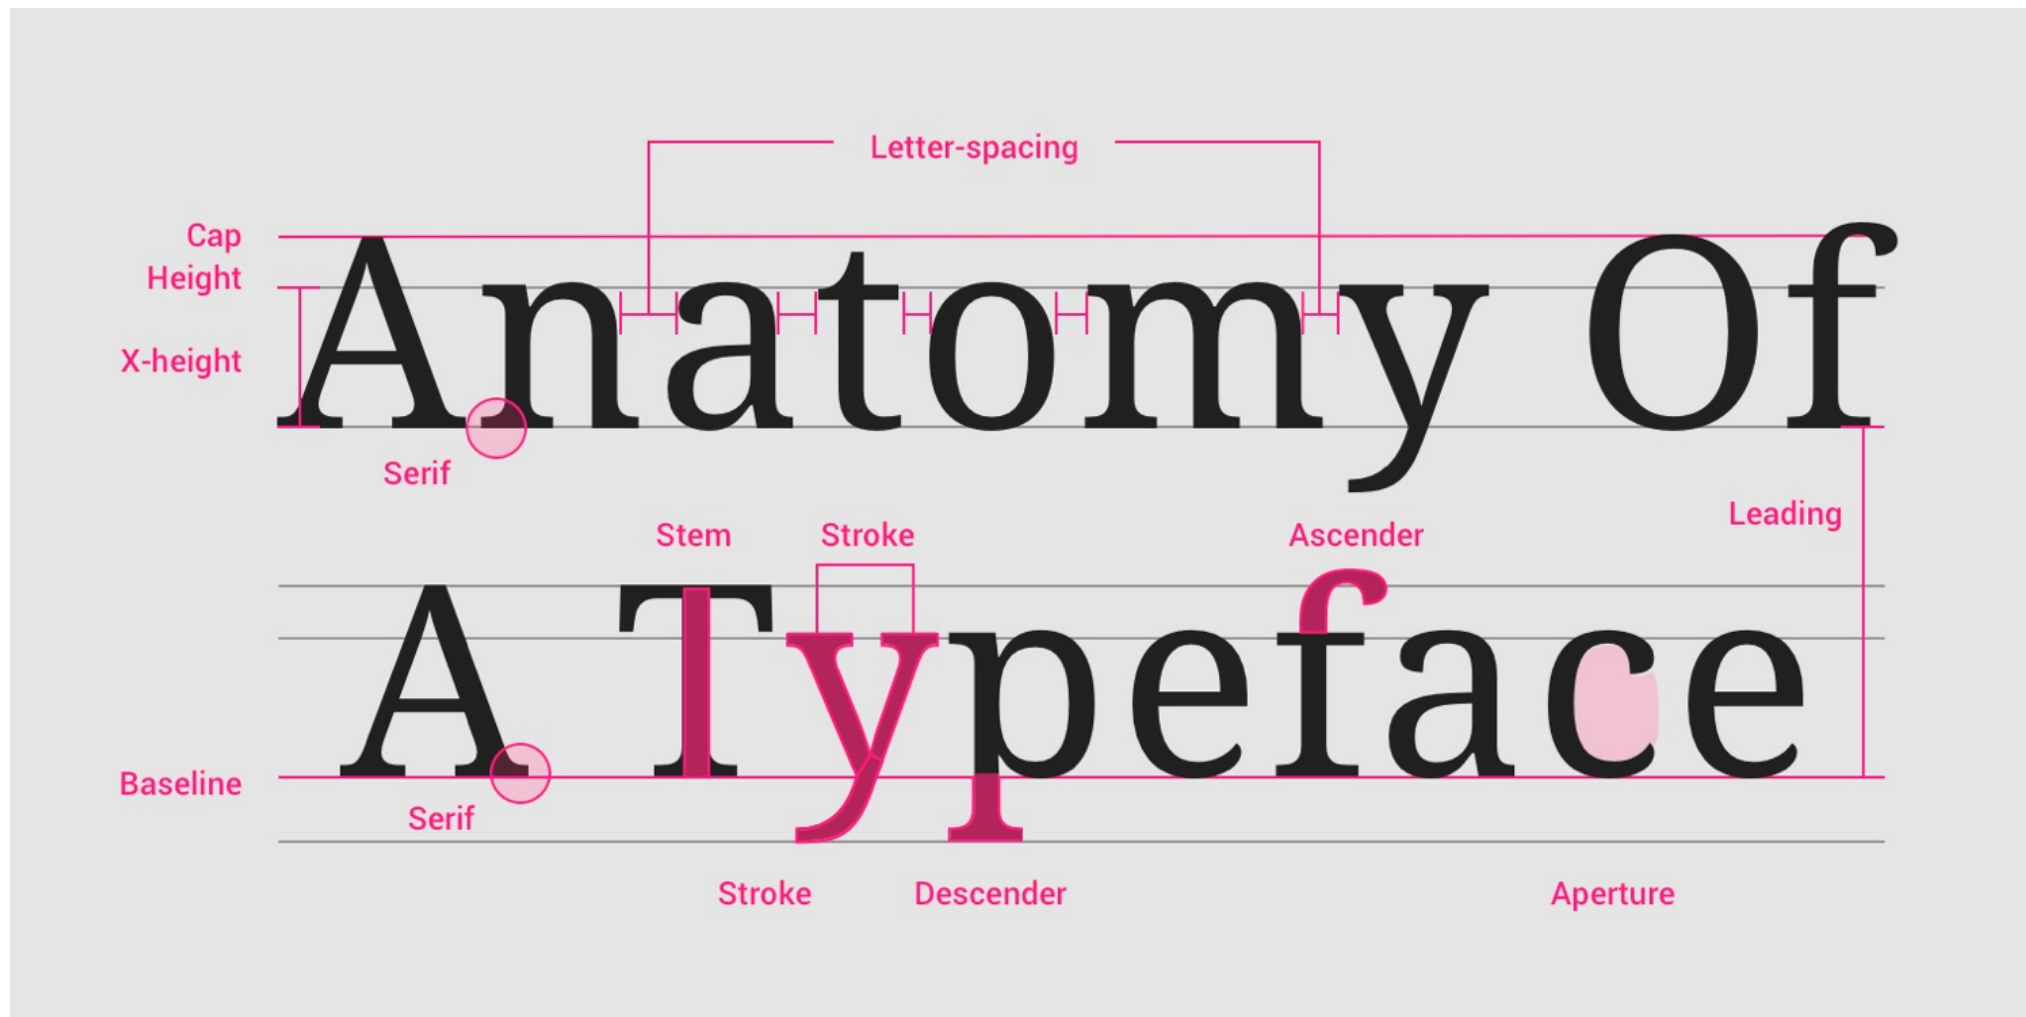 Letter-spacing
Cap
Height
X-height
Anatomy Of
Serif
Leading
Stem
Stroke
Ascender
A Typeface
Baseline
Serif
Stroke
Descender
Aperture